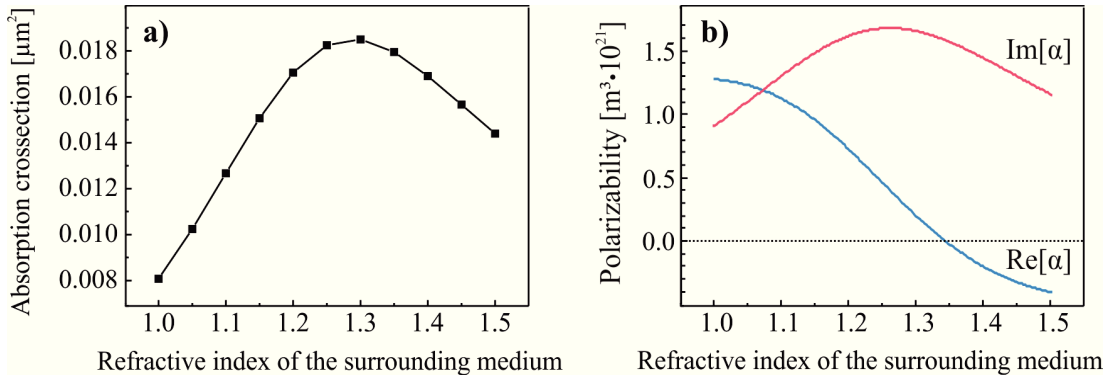 a)
Absorption crossection [μm²]
0.018
0.016
0.014
0.012
0.010
0.008
1.0 1.1 1.2 1.3 1.4 1.5
Refractive index of the surrounding medium
b)
Polarizability [m³•10²¹]
1.5
1.0
0.5
0.0
Im[α]
Re[α]
1.0 1.1 1.2 1.3 1.4 1.5
Refractive index of the surrounding medium